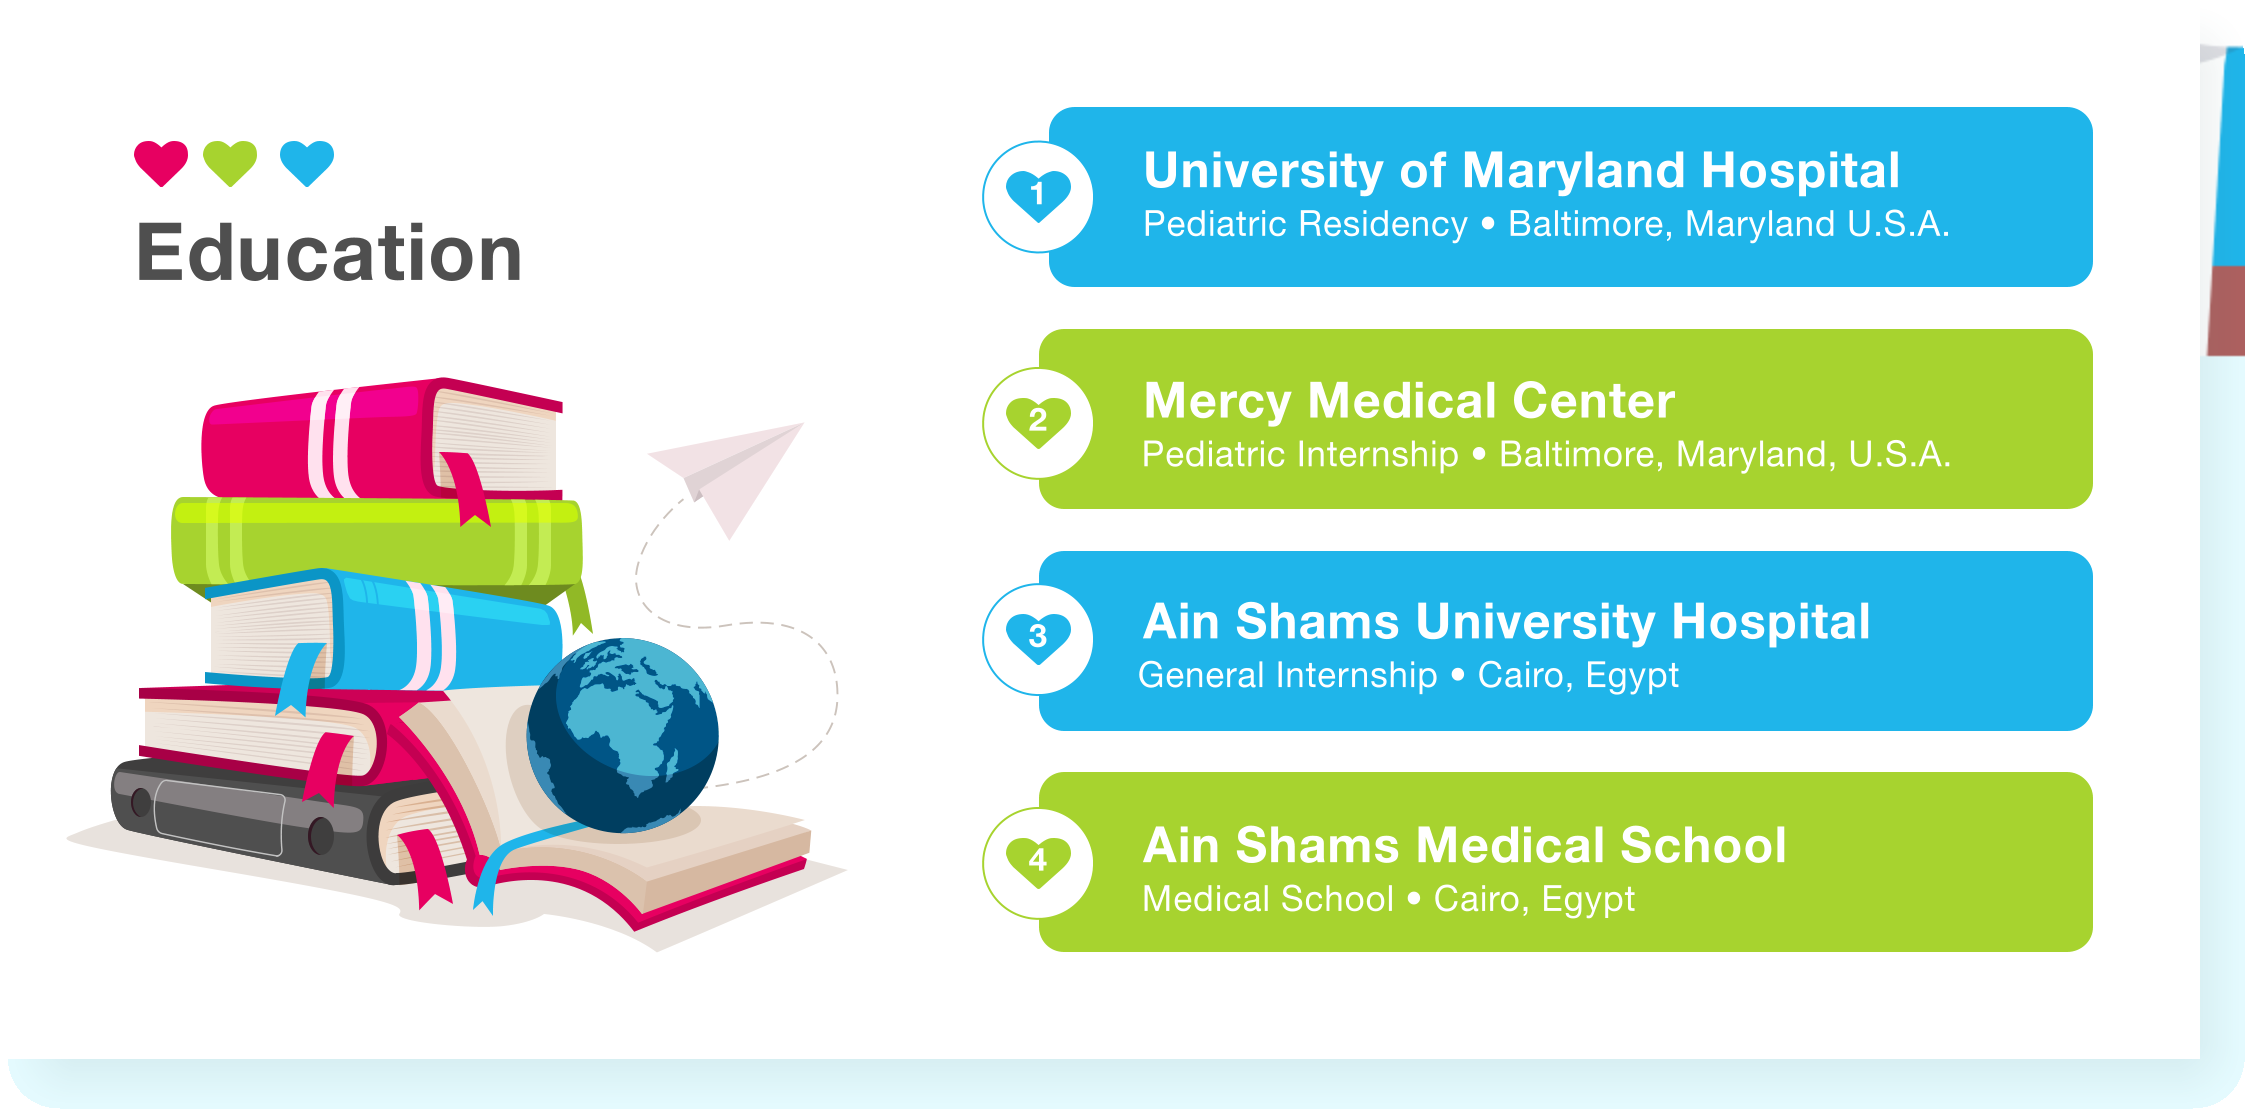 Education
1
University of Maryland Hospital
Pediatric Residency • Baltimore, Maryland U.S.A.
2
Mercy Medical Center
Pediatric Internship • Baltimore, Maryland, U.S.A.
3
Ain Shams University Hospital
General Internship • Cairo, Egypt
4
Ain Shams Medical School
Medical School • Cairo, Egypt